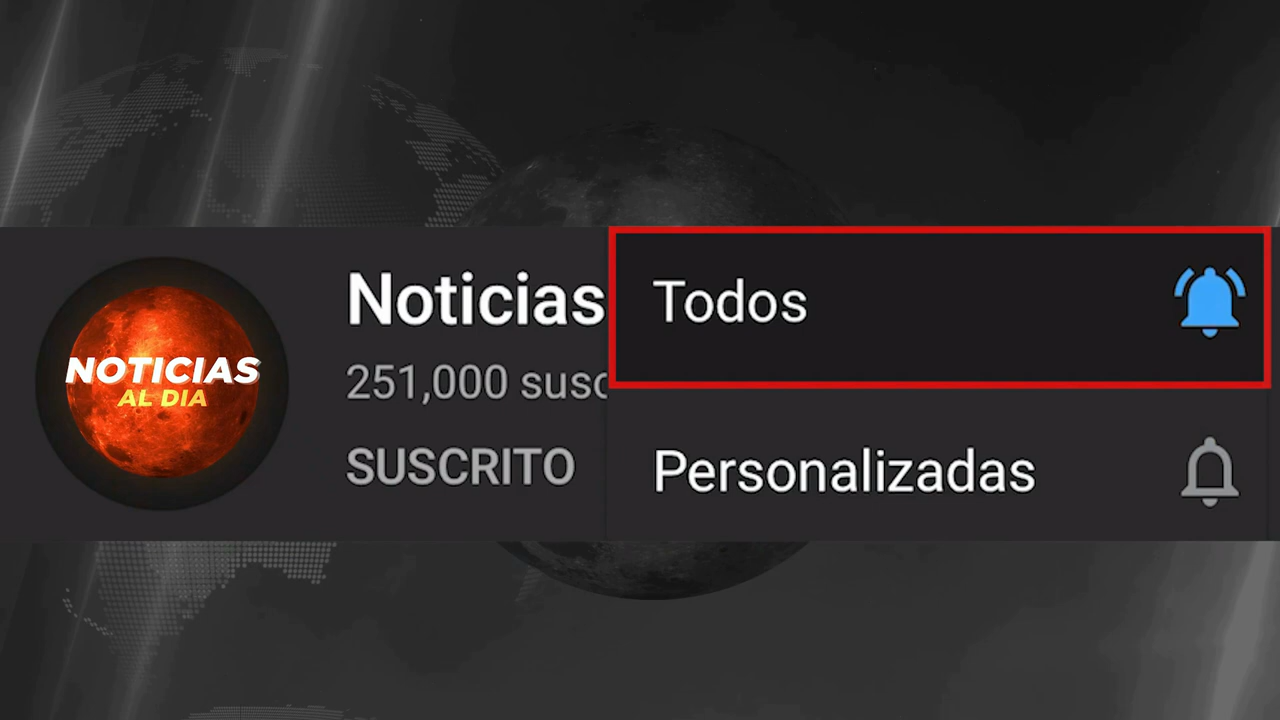 NOTICIAS
AL DIA
Noticias
251,000 susc
SUSCRITO
Todos
Personalizadas